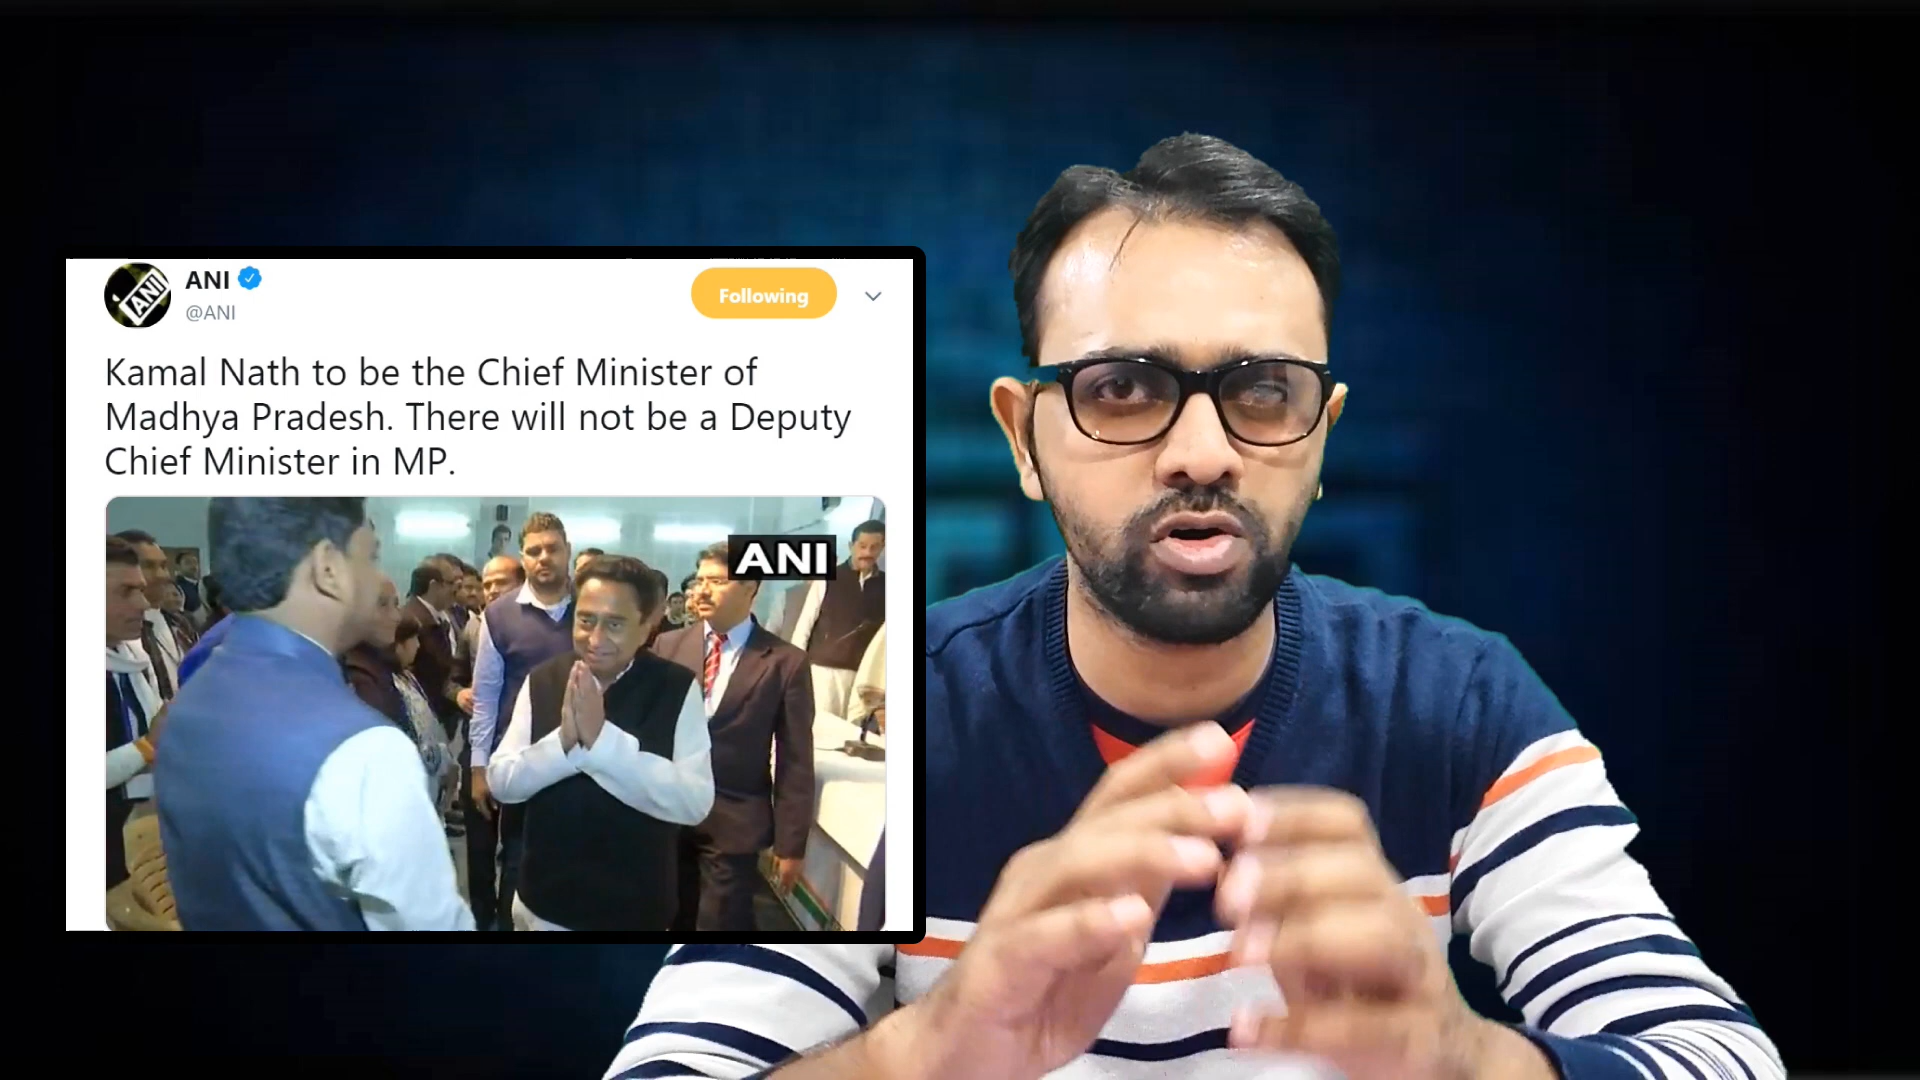 ANI
ANI
@ANI
Following
Kamal Nath to be the Chief Minister of
Madhya Pradesh. There will not be a Deputy
Chief Minister in MP.
ANI